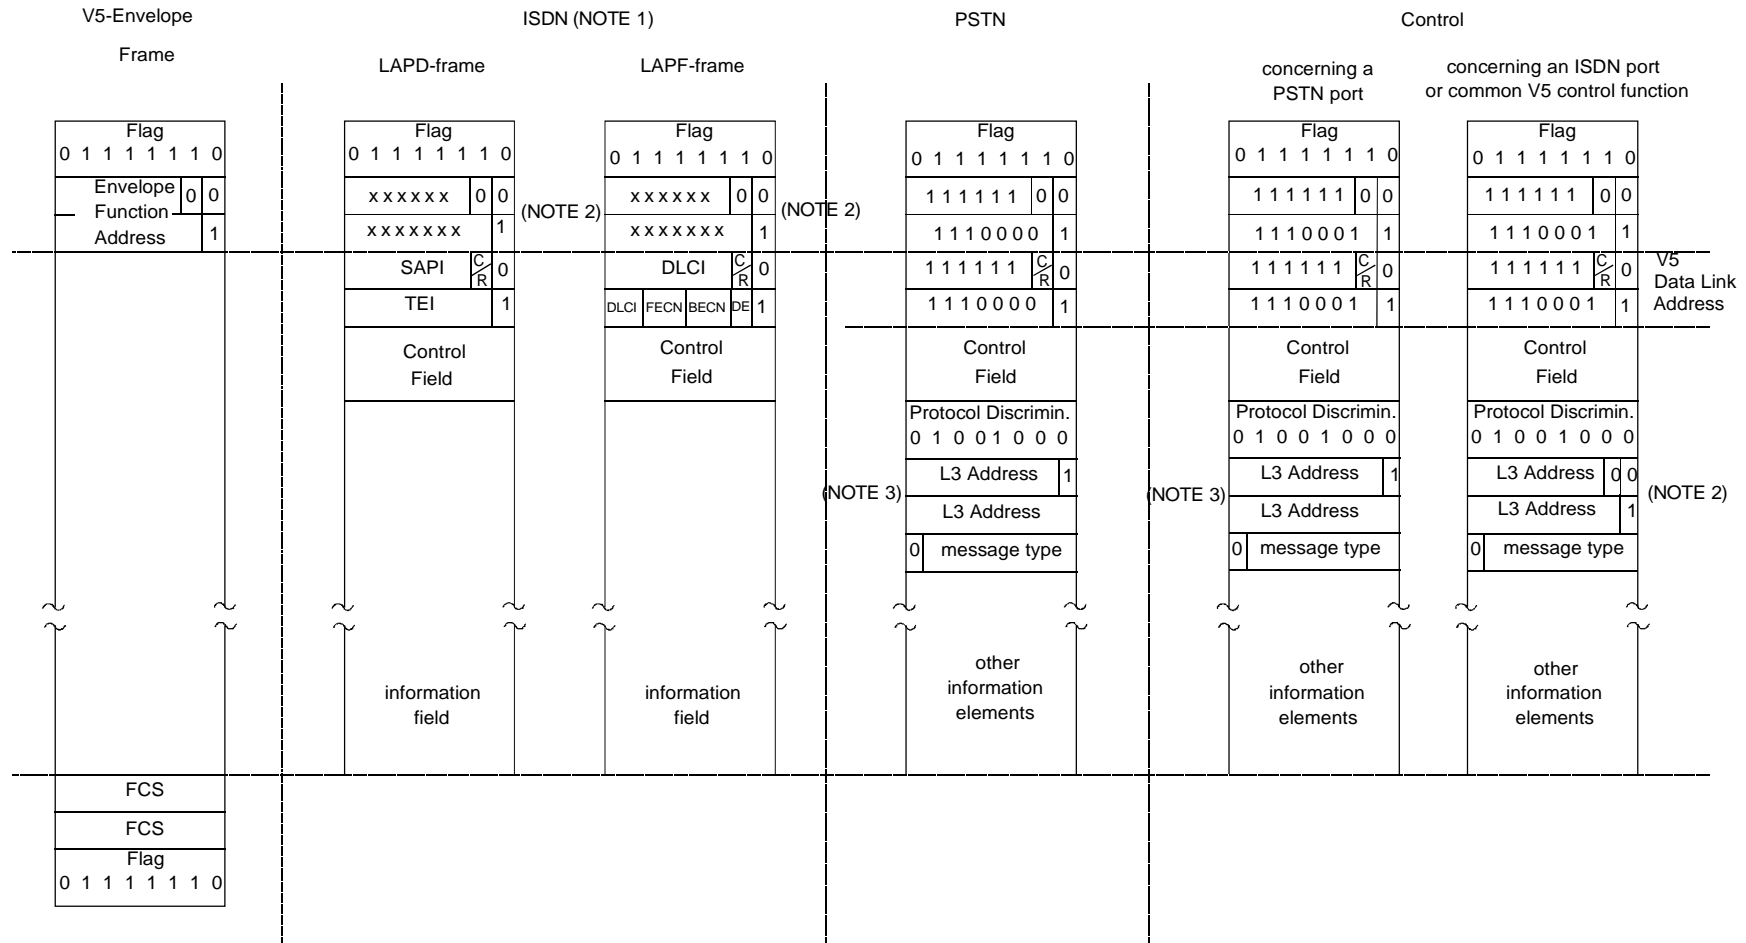 V5-Envelope
Frame
ISDN (NOTE 1)
PSTN
Control
LAPD-frame
LAPF-frame
concerning a
PSTN port
concerning an ISDN port
or common V5 control function
Flag
0 1 1 1 1 1 1 0
Envelope 0 0
Function
Address 1
FCS
FCS
Flag
0 1 1 1 1 1 1 0
Flag
0 1 1 1 1 1 1 0
x x x x x x 0 0
x x x x x x x 1
(NOTE 2)
SAPI C/R 0
TEI 1
Control
Field
information
field
Flag
0 1 1 1 1 1 1 0
x x x x x x 0 0
x x x x x x x 1
(NOTE 2)
DLCI C/R 0
DLCI FECN BECN DE 1
Control
Field
information
field
Flag
0 1 1 1 1 1 1 0
1 1 1 1 1 1 0 0
1 1 1 0 0 0 0 1
1 1 1 1 1 1 C/R 0
1 1 1 0 0 0 0 1
Control
Field
Protocol Discrimin.
0 1 0 0 1 0 0 0
L3 Address 1
(NOTE 3)
L3 Address
0 message type
other
information
elements
Flag
0 1 1 1 1 1 1 0
1 1 1 1 1 1 0 0
1 1 1 0 0 0 1 1
1 1 1 1 1 1 C/R 0
1 1 1 0 0 0 1 1
Control
Field
Protocol Discrimin.
0 1 0 0 1 0 0 0
L3 Address 1
(NOTE 3)
L3 Address
0 message type
other
information
elements
Flag
0 1 1 1 1 1 1 0
1 1 1 1 1 1 0 0
1 1 1 0 0 0 1 1
1 1 1 1 1 1 C/R 0
1 1 1 0 0 0 1 1
V5
Data Link
Address
Control
Field
Protocol Discrimin.
0 1 0 0 1 0 0 0
L3 Address 0 0
(NOTE 2)
L3 Address 1
0 message type
other
information
elements